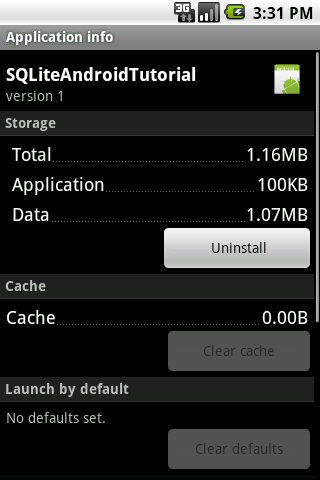 3G 3:31 PM
Application info
SQLiteAndroidTutorial
version 1
Storage
Total 1.16MB
Application 100KB
Data 1.07MB
Uninstall
Cache
Cache 0.00B
Clear cache
Launch by default
No defaults set.
Clear defaults